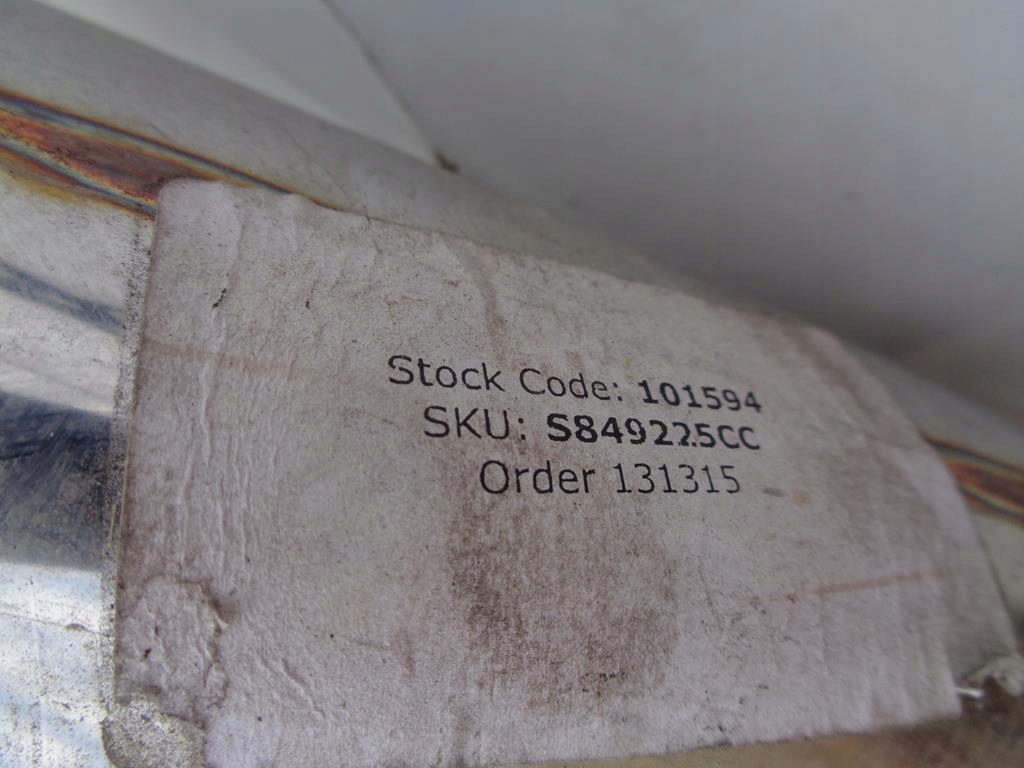 Stock Code: 101594
SKU: S849225CC
Order 131315